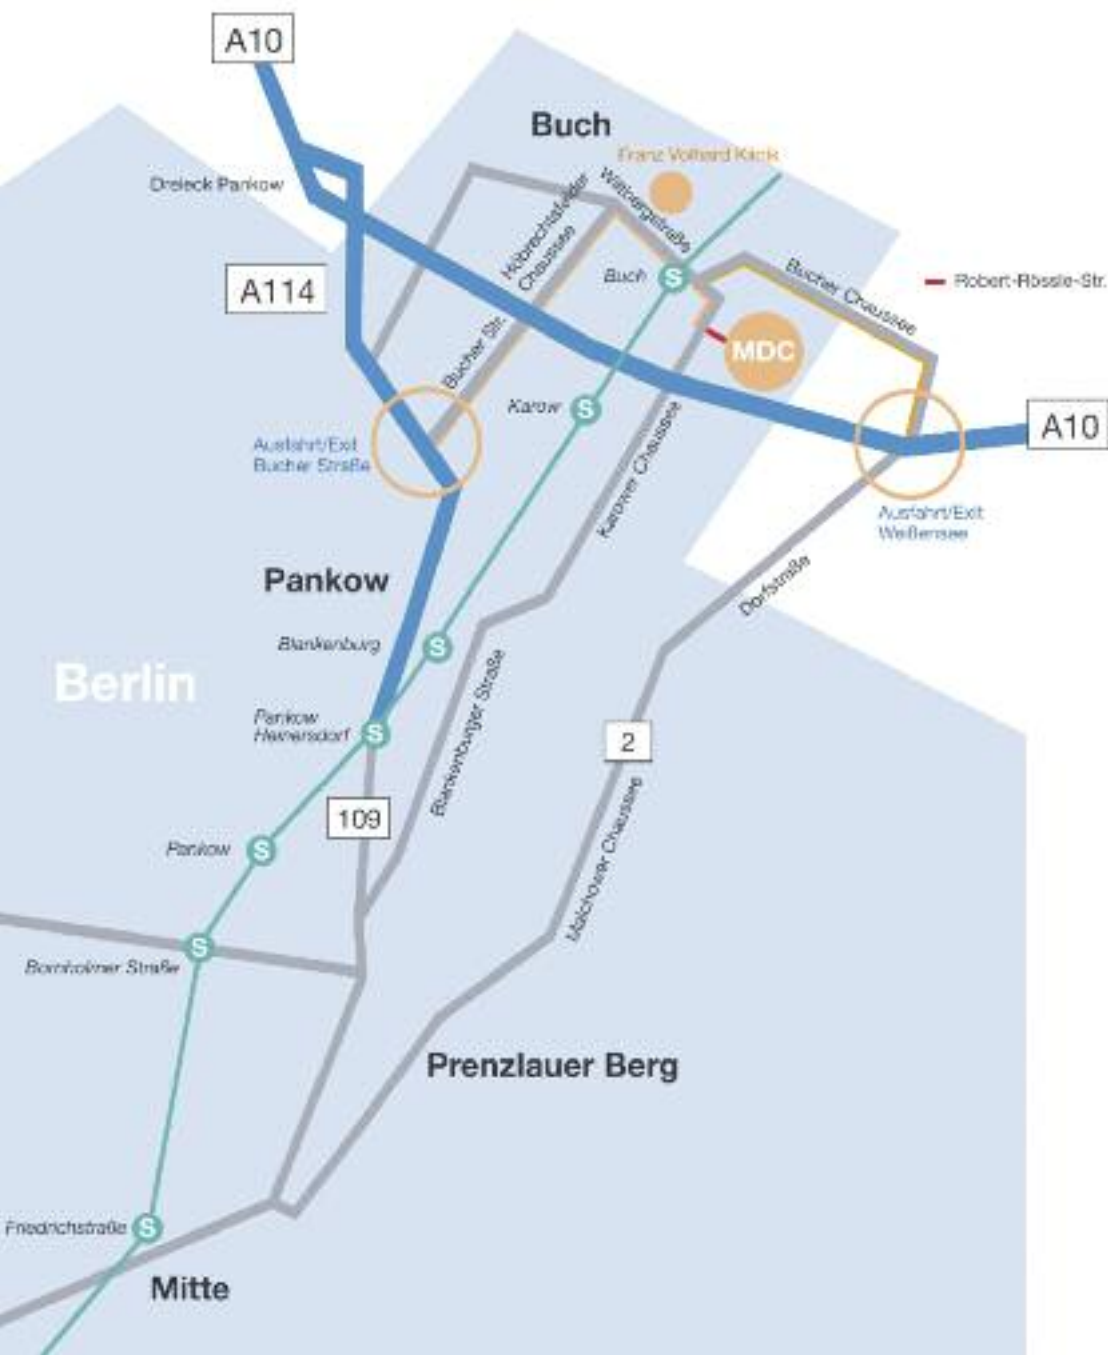 A10
Buch
Franz Volhard Klinik
Dreieck Pankow
Wiltbergstraße
Hobrechtsfelder
Chaussee
Buch
S
Bucher Chaussee
Robert-Rössle-Str.
A114
MDC
Bucher Str.
Karow
S
A10
Ausfahrt/Exit
Bucher Straße
Karower Chaussee
Ausfahrt/Exit
Weißensee
Pankow
Dorfstraße
Blankenburg
S
Berlin
Pankow
Heinersdorf
S
Blankenburger Straße
2
109
Malchower Chaussee
Pankow
S
S
Bornholmer Straße
Prenzlauer Berg
Friedrichstraße
S
Mitte